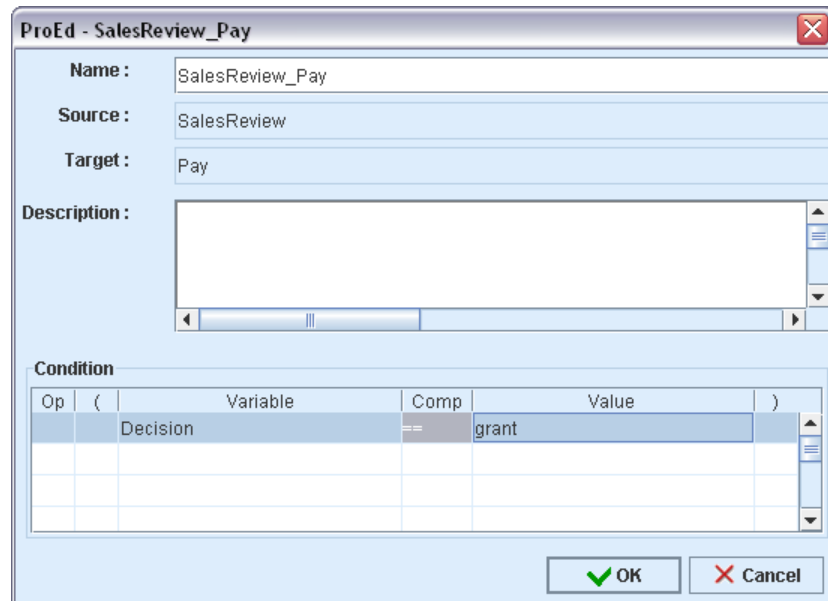 ProEd - SalesReview_Pay
Name : SalesReview_Pay
Source : SalesReview
Target : Pay
Description :
Condition
Op ( Variable Comp Value )
Decision == grant
OK Cancel